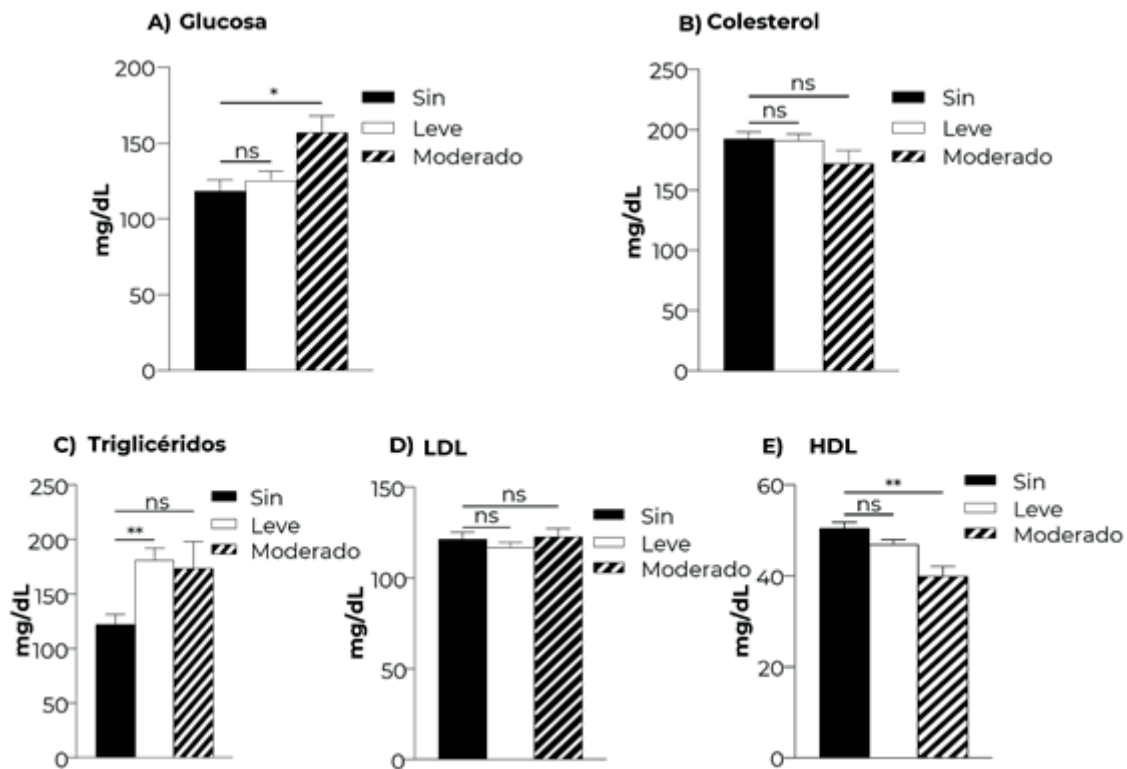 A) Glucosa
200
150
100
50
0
mg/dL
*
ns
Sin
Leve
Moderado
B) Colesterol
250
200
150
100
50
0
mg/dL
ns
ns
Sin
Leve
Moderado
C) Triglicéridos
250
200
150
100
50
0
mg/dL
ns
**
Sin
Leve
Moderado
D) LDL
150
100
50
0
mg/dL
ns
ns
Sin
Leve
Moderado
E) HDL
60
40
20
0
mg/dL
**
ns
Sin
Leve
Moderado